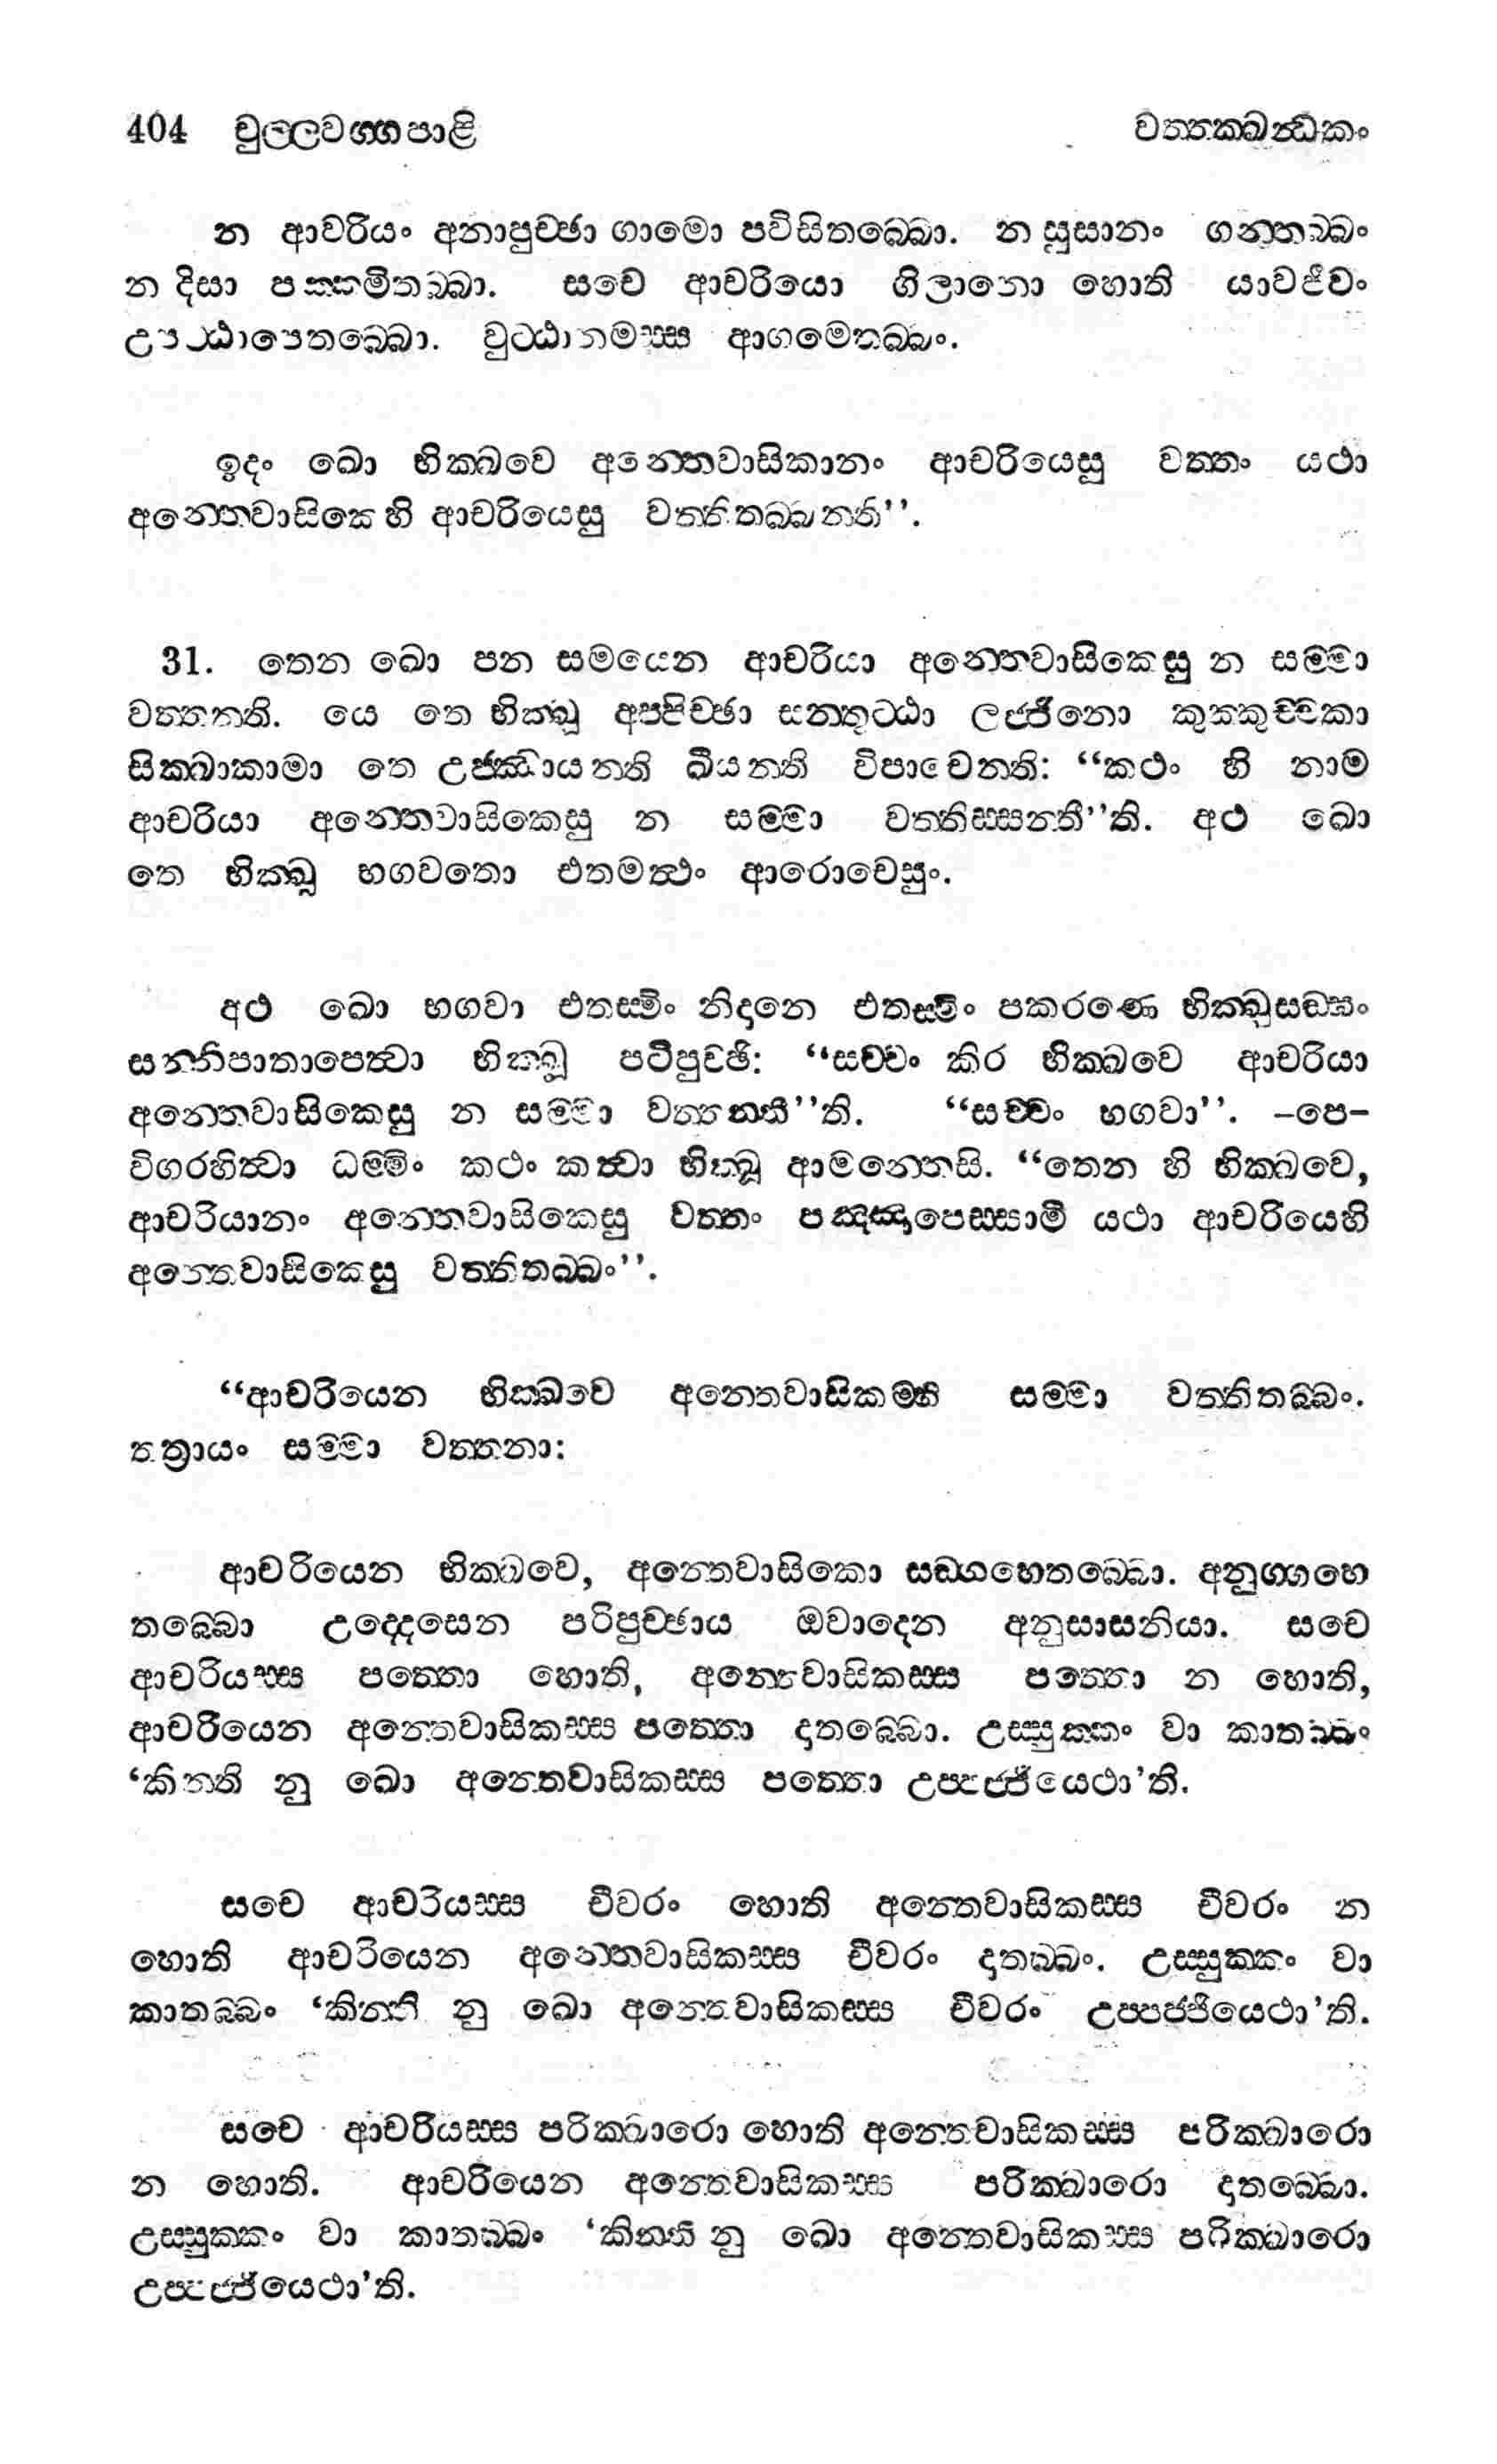 404 චුල්ලවග්ගපාළි වත්තක්ඛන්ධකං
න ආචරියං අනාපුච්ඡා ගාමො පවිසිතබ්බො. න සුසානං ගන්තබ්බං
න දිසා පක්කමිතබ්බා. සචෙ ආචරියො ගිලානො හොති යාවජීවං
උපට්ඨාපෙතබ්බො. වුට්ඨානමස්ස ආගමෙතබ්බං.
ඉදං ඛො භික්ඛවෙ අන්තෙවාසිකානං ආචරියෙසු වත්තං යථා
අන්තෙවාසිකෙහි ආචරියෙසු වත්තිතබ්බන්ති’’.
31. තෙන ඛො පන සමයෙන ආචරියා අන්තෙවාසිකෙසු න සම්මා
වත්තන්ති. යෙ තෙ භික්ඛූ අප්පිච්ඡා සන්තුට්ඨා ලජ්ජිනො කුක්කුච්චකා
සික්ඛාකාමා තෙ උජ්ඣායන්ති ඛීයන්ති විපාචෙන්ති: ‘‘කථං හි නාම
ආචරියා අන්තෙවාසිකෙසු න සම්මා වත්තිස්සන්තී’’ති. අථ ඛො
තෙ භික්ඛූ භගවතො එතමත්ථං ආරොචෙසුං.
අථ ඛො භගවා එතස්මිං නිදානෙ එතස්මිං පකරණෙ භික්ඛුසඞ්ඝං
සන්නිපාතාපෙත්වා භික්ඛූ පටිපුච්ඡි: ‘‘සච්චං කිර භික්ඛවෙ ආචරියා
අන්තෙවාසිකෙසු න සම්මා වත්තන්තී’’ති. ‘‘සච්චං භගවා’’. –පෙ–
විගරහිත්වා ධම්මිං කථං කත්වා භික්ඛූ ආමන්තෙසි. ‘‘තෙන හි භික්ඛවෙ,
ආචරියානං අන්තෙවාසිකෙසු වත්තං පඤ්ඤාපෙස්සාමි යථා ආචරියෙහි
අන්තෙවාසිකෙසු වත්තිතබ්බං’’.
‘‘ආචරියෙන භික්ඛවෙ අන්තෙවාසිකම්හි සම්මා වත්තිතබ්බං.
තත්‍රායං සම්මා වත්තනා:
ආචරියෙන භික්ඛවෙ, අන්තෙවාසිකො සඞ්ගහෙතබ්බො. අනුග්ගහෙ
තබ්බො උද්දෙසෙන පරිපුච්ඡාය ඔවාදෙන අනුසාසනියා. සචෙ
ආචරියස්ස පත්තො හොති, අන්තෙවාසිකස්ස පත්තො න හොති,
ආචරියෙන අන්තෙවාසිකස්ස පත්තො දාතබ්බො. උස්සුක්කං වා කාතබ්බං
‘කින්ති නු ඛො අන්තෙවාසිකස්ස පත්තො උප්පජ්ජියෙථා’ති.
සචෙ ආචරියස්ස චීවරං හොති අන්තෙවාසිකස්ස චීවරං න
හොති ආචරියෙන අන්තෙවාසිකස්ස චීවරං දාතබ්බං. උස්සුක්කං වා
කාතබ්බං ‘කින්ති නු ඛො අන්තෙවාසිකස්ස චීවරං උප්පජ්ජියෙථා’ති.
සචෙ ආචරියස්ස පරික්ඛාරො හොති අන්තෙවාසිකස්ස පරික්ඛාරො
න හොති. ආචරියෙන අන්තෙවාසිකස්ස පරික්ඛාරො දාතබ්බො.
උස්සුක්කං වා කාතබ්බං ‘කින්ති නු ඛො අන්තෙවාසිකස්ස පරික්ඛාරො
උප්පජ්ජියෙථා’ති.